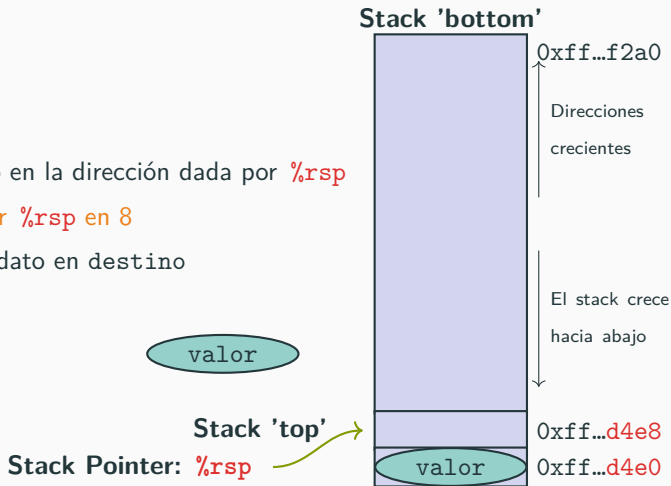 Stack 'bottom'
0xff…f2a0
Direcciones
crecientes
en la dirección dada por %rsp
%rsp en 8
dato en destino
El stack crece
hacia abajo
valor
Stack 'top'
0xff…d4e8
Stack Pointer: %rsp
valor
0xff…d4e0